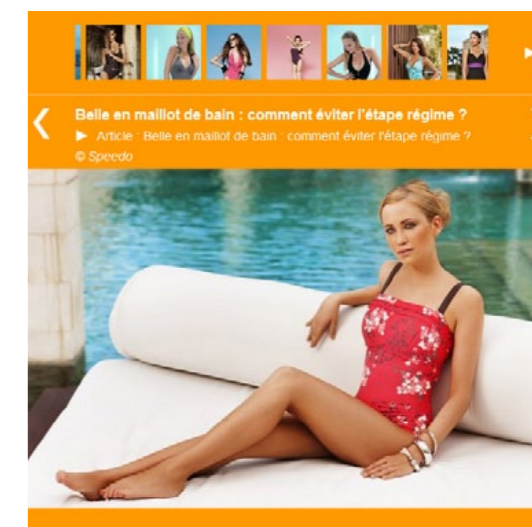 Belle en maillot de bain : comment éviter l'étape régime ?
► Article : Belle en maillot de bain : comment éviter l'étape régime ?
© Speedo